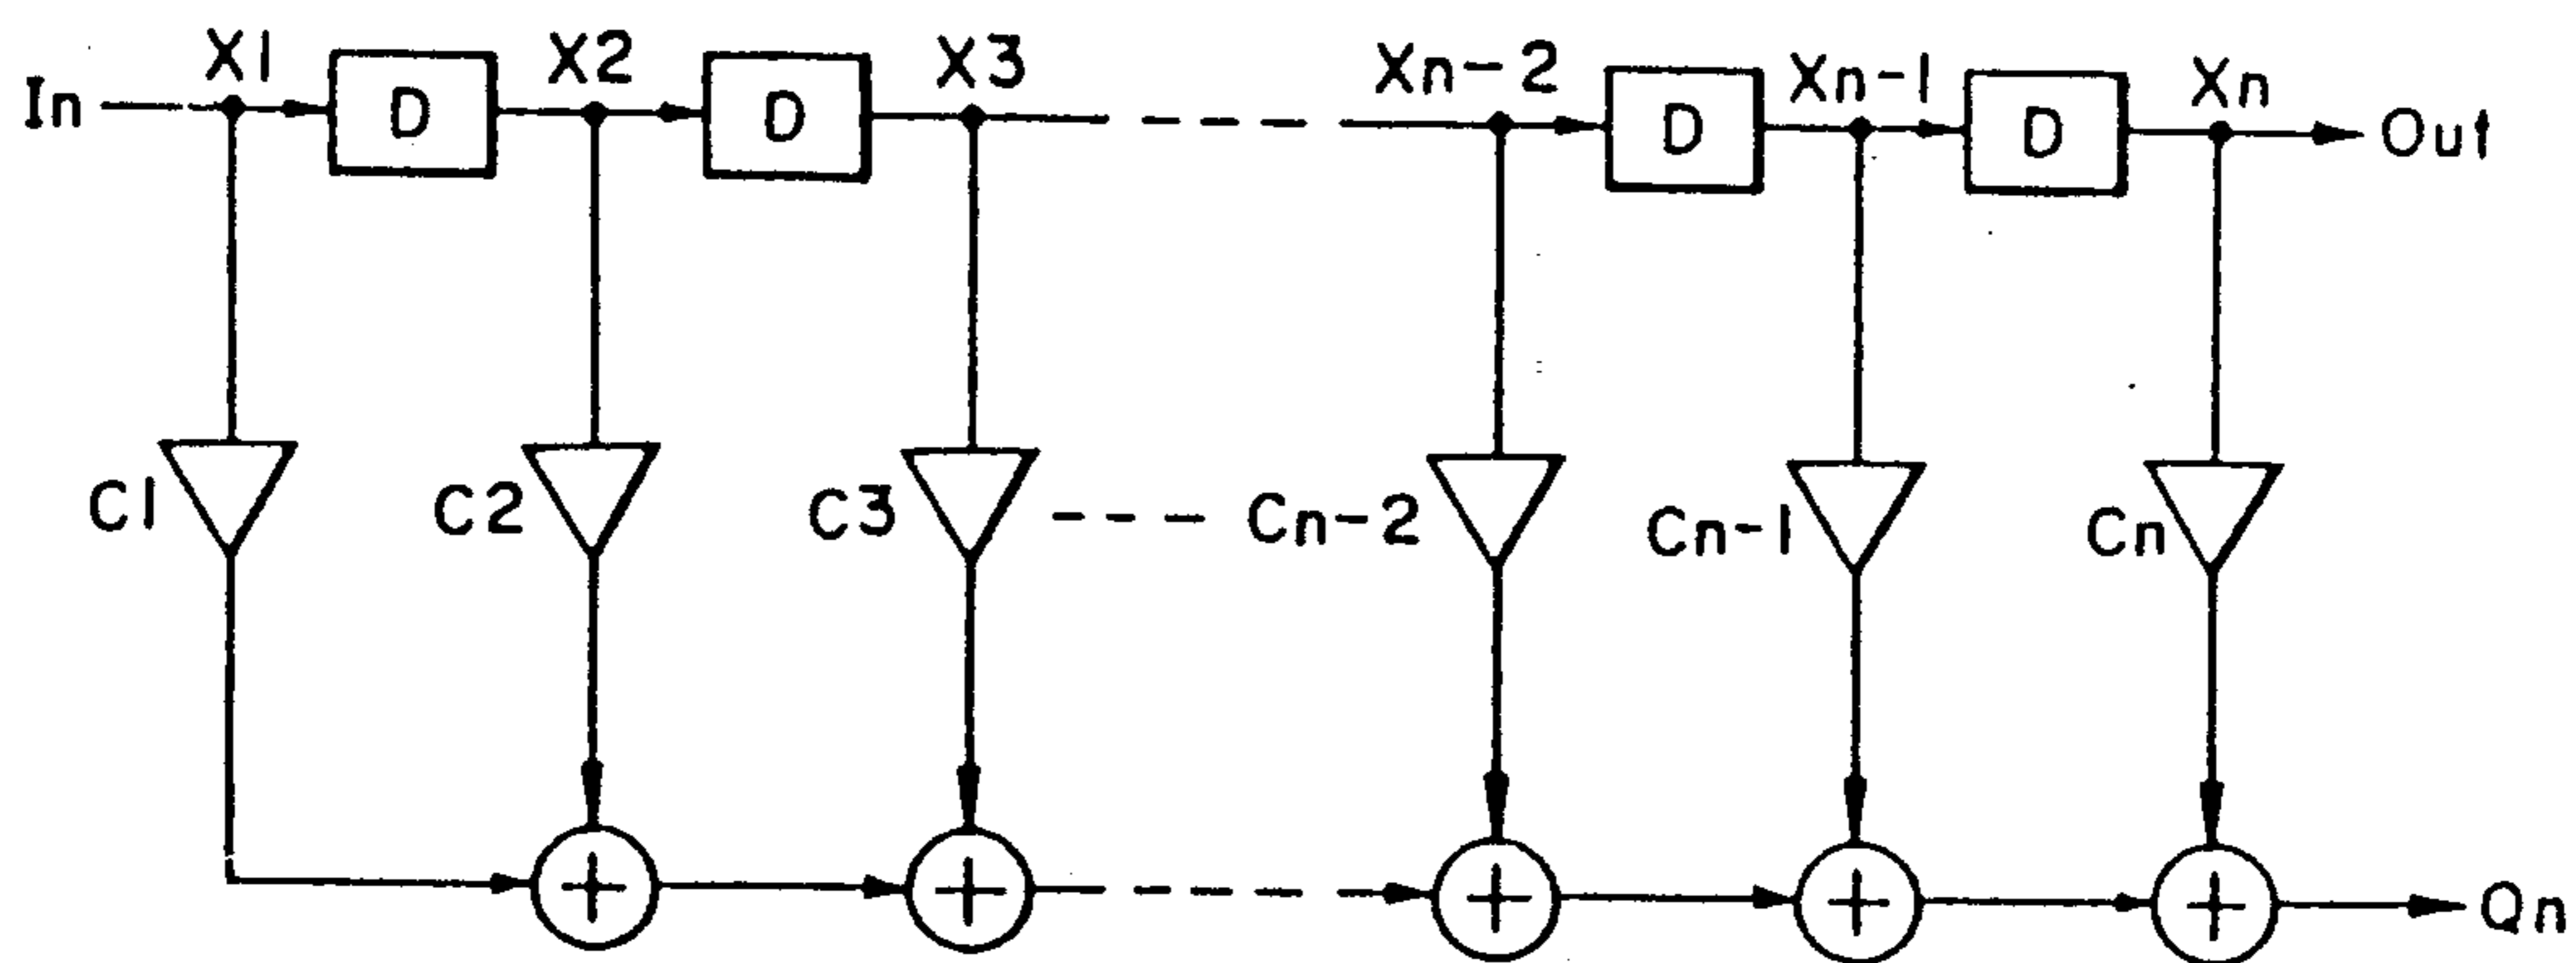 In X1 D X2 D X3 Xn-2 D Xn-1 D Xn Out
C1 C2 C3 --- Cn-2 Cn-1 Cn
+ + + + + Qn